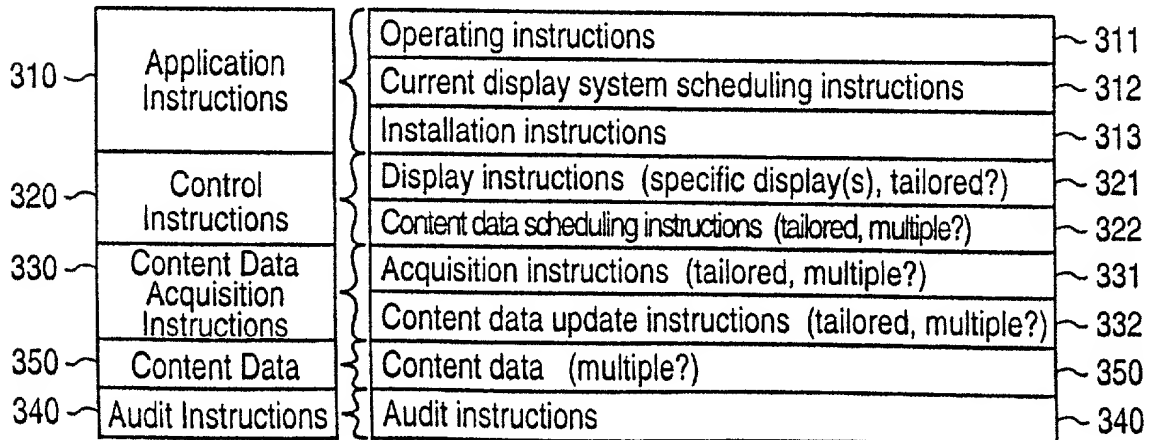 310 Application Instructions
Operating instructions 311
Current display system scheduling instructions 312
Installation instructions 313
320 Control Instructions
Display instructions (specific display(s), tailored?) 321
Content data scheduling instructions (tailored, multiple?) 322
330 Content Data Acquisition Instructions
Acquisition instructions (tailored, multiple?) 331
Content data update instructions (tailored, multiple?) 332
350 Content Data
Content data (multiple?) 350
340 Audit Instructions
Audit instructions 340